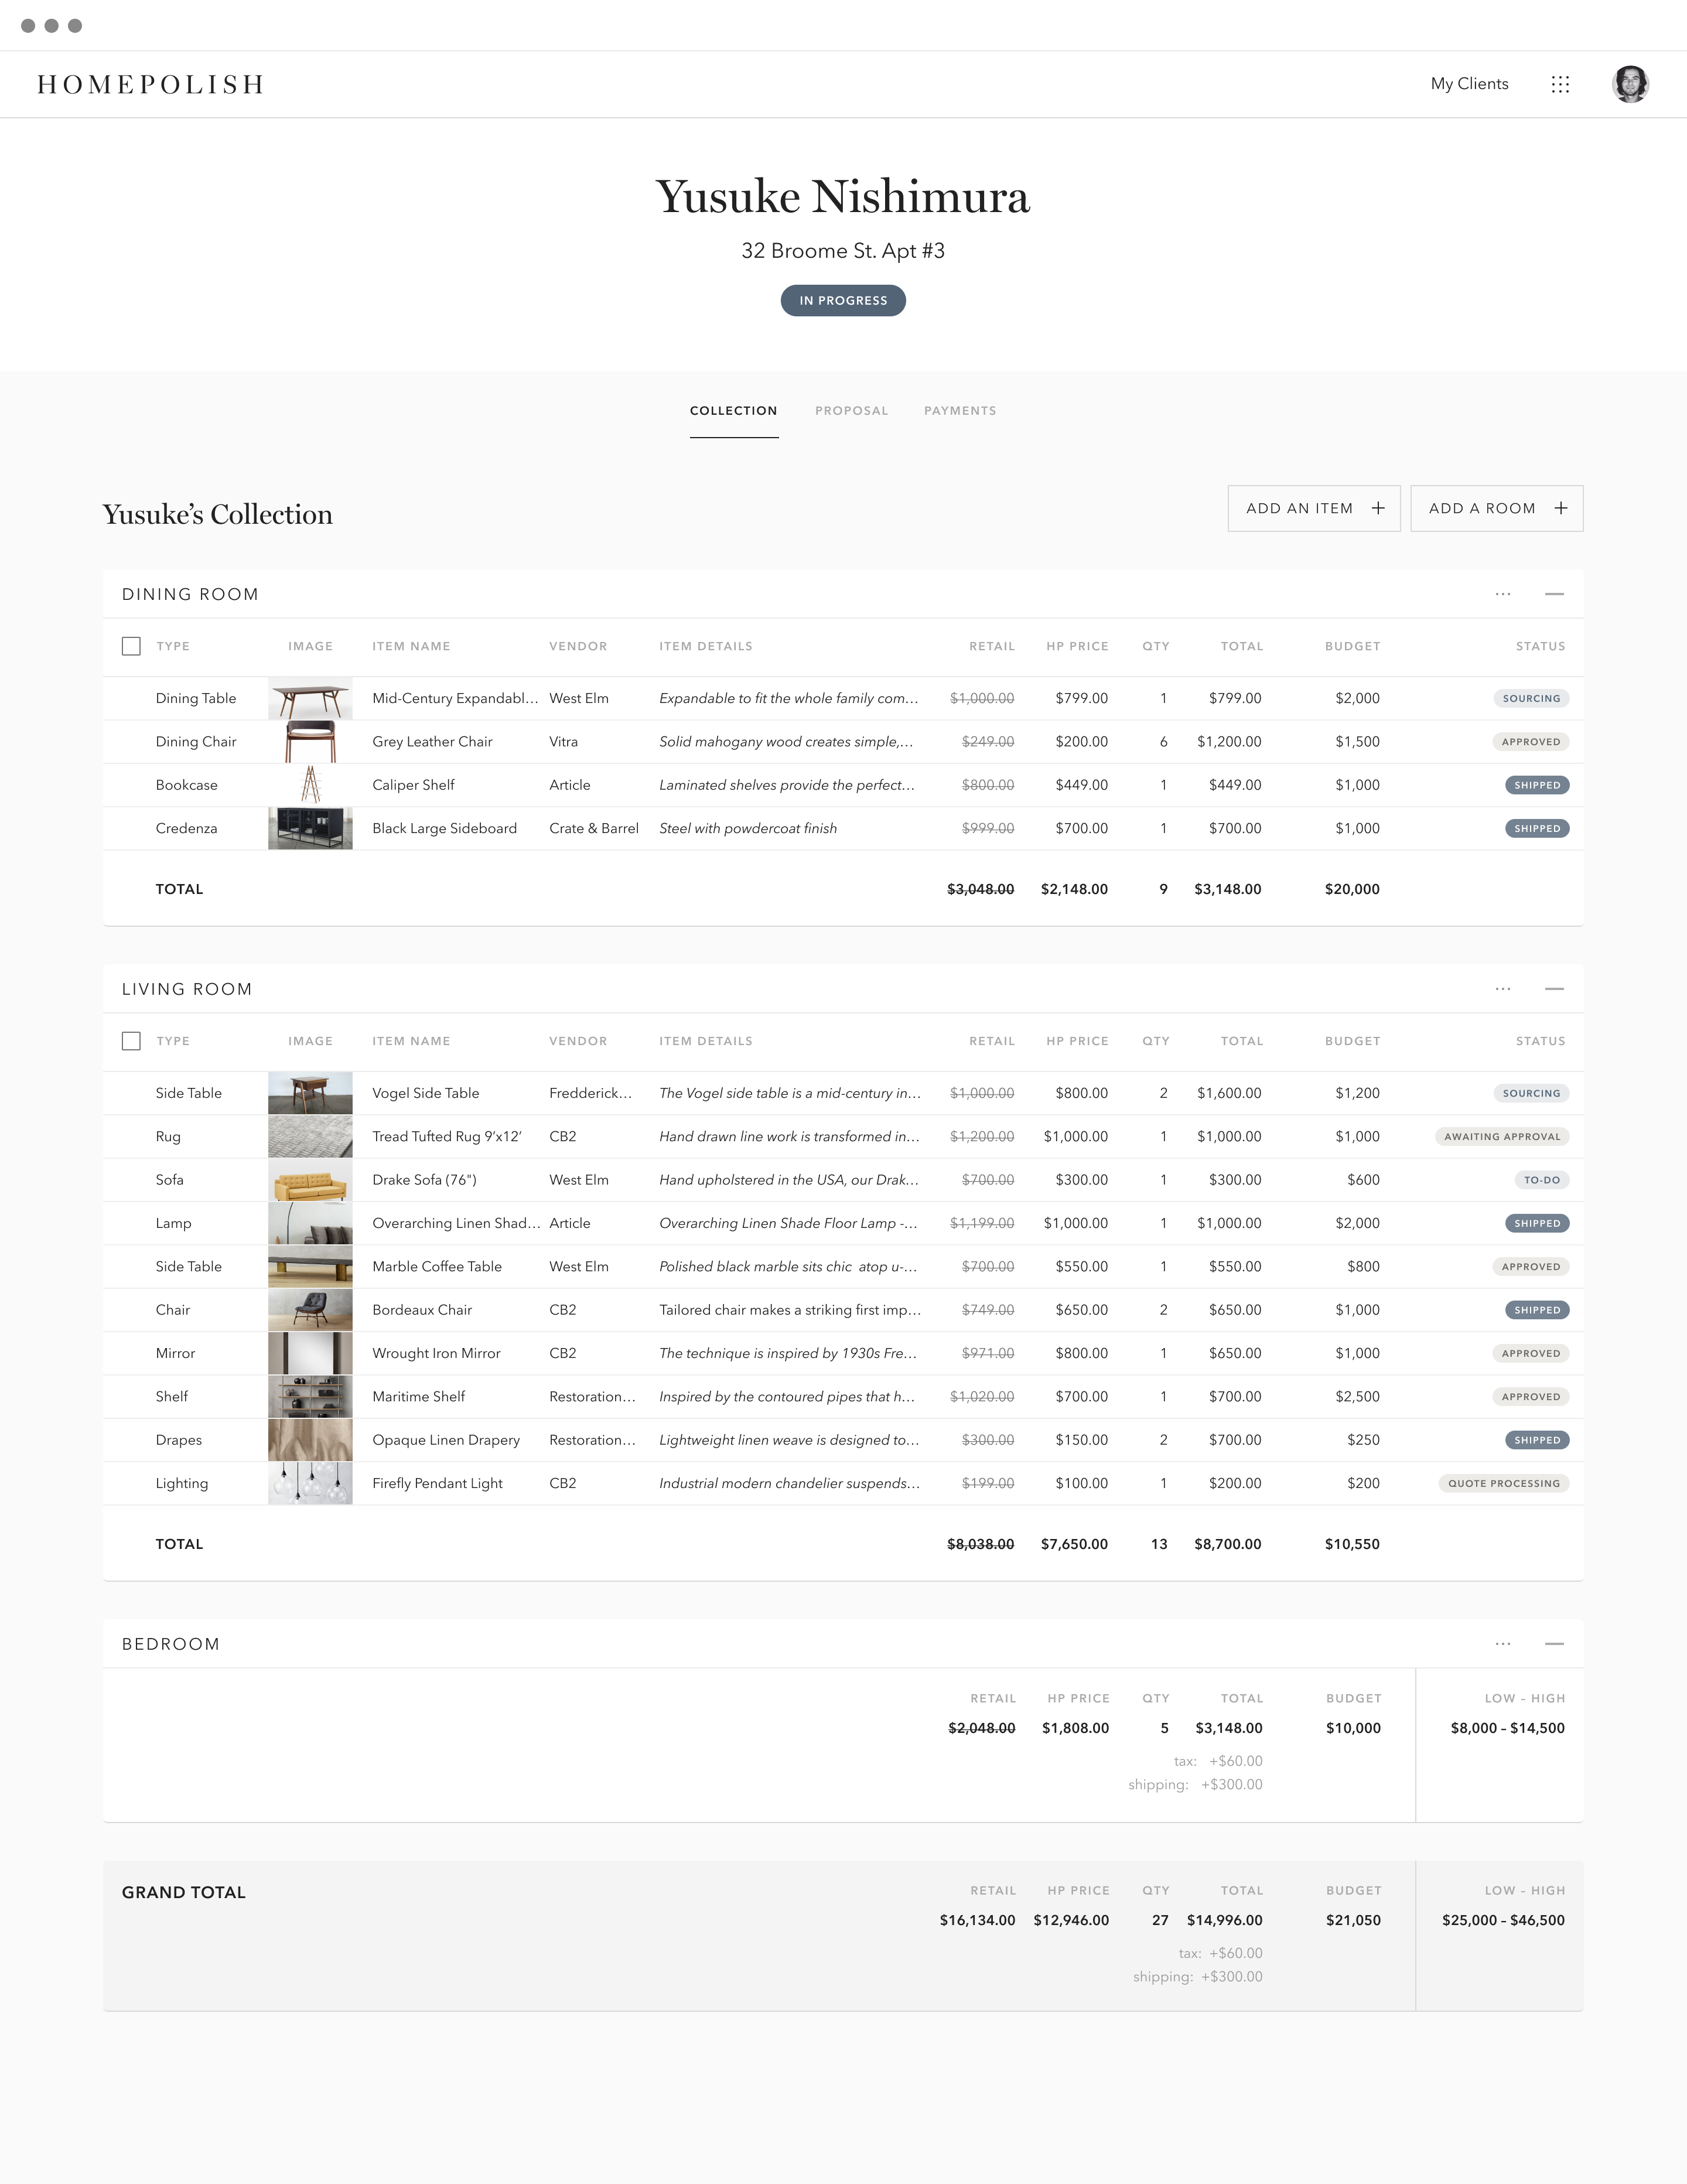 HOMEPOLISH
My Clients
Yusuke Nishimura
32 Broome St. Apt #3
IN PROGRESS
COLLECTION PROPOSAL PAYMENTS
Yusuke’s Collection
ADD AN ITEM +
ADD A ROOM +
DINING ROOM
TYPE IMAGE ITEM NAME VENDOR ITEM DETAILS RETAIL HP PRICE QTY TOTAL BUDGET STATUS
Dining Table Mid-Century Expandabl... West Elm Expandable to fit the whole family com... $1,000.00 $799.00 1 $799.00 $2,000 SOURCING
Dining Chair Grey Leather Chair Vitra Solid mahogany wood creates simple,... $249.00 $200.00 6 $1,200.00 $1,500 APPROVED
Bookcase Caliper Shelf Article Laminated shelves provide the perfect... $800.00 $449.00 1 $449.00 $1,000 SHIPPED
Credenza Black Large Sideboard Crate & Barrel Steel with powdercoat finish $999.00 $700.00 1 $700.00 $1,000 SHIPPED
TOTAL $3,048.00 $2,148.00 9 $3,148.00 $20,000
LIVING ROOM
TYPE IMAGE ITEM NAME VENDOR ITEM DETAILS RETAIL HP PRICE QTY TOTAL BUDGET STATUS
Side Table Vogel Side Table Fredderick... The Vogel side table is a mid-century in... $1,000.00 $800.00 2 $1,600.00 $1,200 SOURCING
Rug Tread Tufted Rug 9’x12’ CB2 Hand drawn line work is transformed in... $1,200.00 $1,000.00 1 $1,000.00 $1,000 AWAITING APPROVAL
Sofa Drake Sofa (76") West Elm Hand upholstered in the USA, our Drak... $700.00 $300.00 1 $300.00 $600 TO-DO
Lamp Overarching Linen Shad... Article Overarching Linen Shade Floor Lamp -... $1,199.00 $1,000.00 1 $1,000.00 $2,000 SHIPPED
Side Table Marble Coffee Table West Elm Polished black marble sits chic atop u-... $700.00 $550.00 1 $550.00 $800 APPROVED
Chair Bordeaux Chair CB2 Tailored chair makes a striking first imp... $749.00 $650.00 2 $650.00 $1,000 SHIPPED
Mirror Wrought Iron Mirror CB2 The technique is inspired by 1930s Fre... $971.00 $800.00 1 $650.00 $1,000 APPROVED
Shelf Maritime Shelf Restoration... Inspired by the contoured pipes that h... $1,020.00 $700.00 1 $700.00 $2,500 APPROVED
Drapes Opaque Linen Drapery Restoration... Lightweight linen weave is designed to... $300.00 $150.00 2 $700.00 $250 SHIPPED
Lighting Firefly Pendant Light CB2 Industrial modern chandelier suspends... $199.00 $100.00 1 $200.00 $200 QUOTE PROCESSING
TOTAL $8,038.00 $7,650.00 13 $8,700.00 $10,550
BEDROOM
RETAIL HP PRICE QTY TOTAL BUDGET LOW – HIGH
$2,048.00 $1,808.00 5 $3,148.00 $10,000 $8,000 – $14,500
tax: +$60.00
shipping: +$300.00
GRAND TOTAL RETAIL HP PRICE QTY TOTAL BUDGET LOW – HIGH
$16,134.00 $12,946.00 27 $14,996.00 $21,050 $25,000 – $46,500
tax: +$60.00
shipping: +$300.00